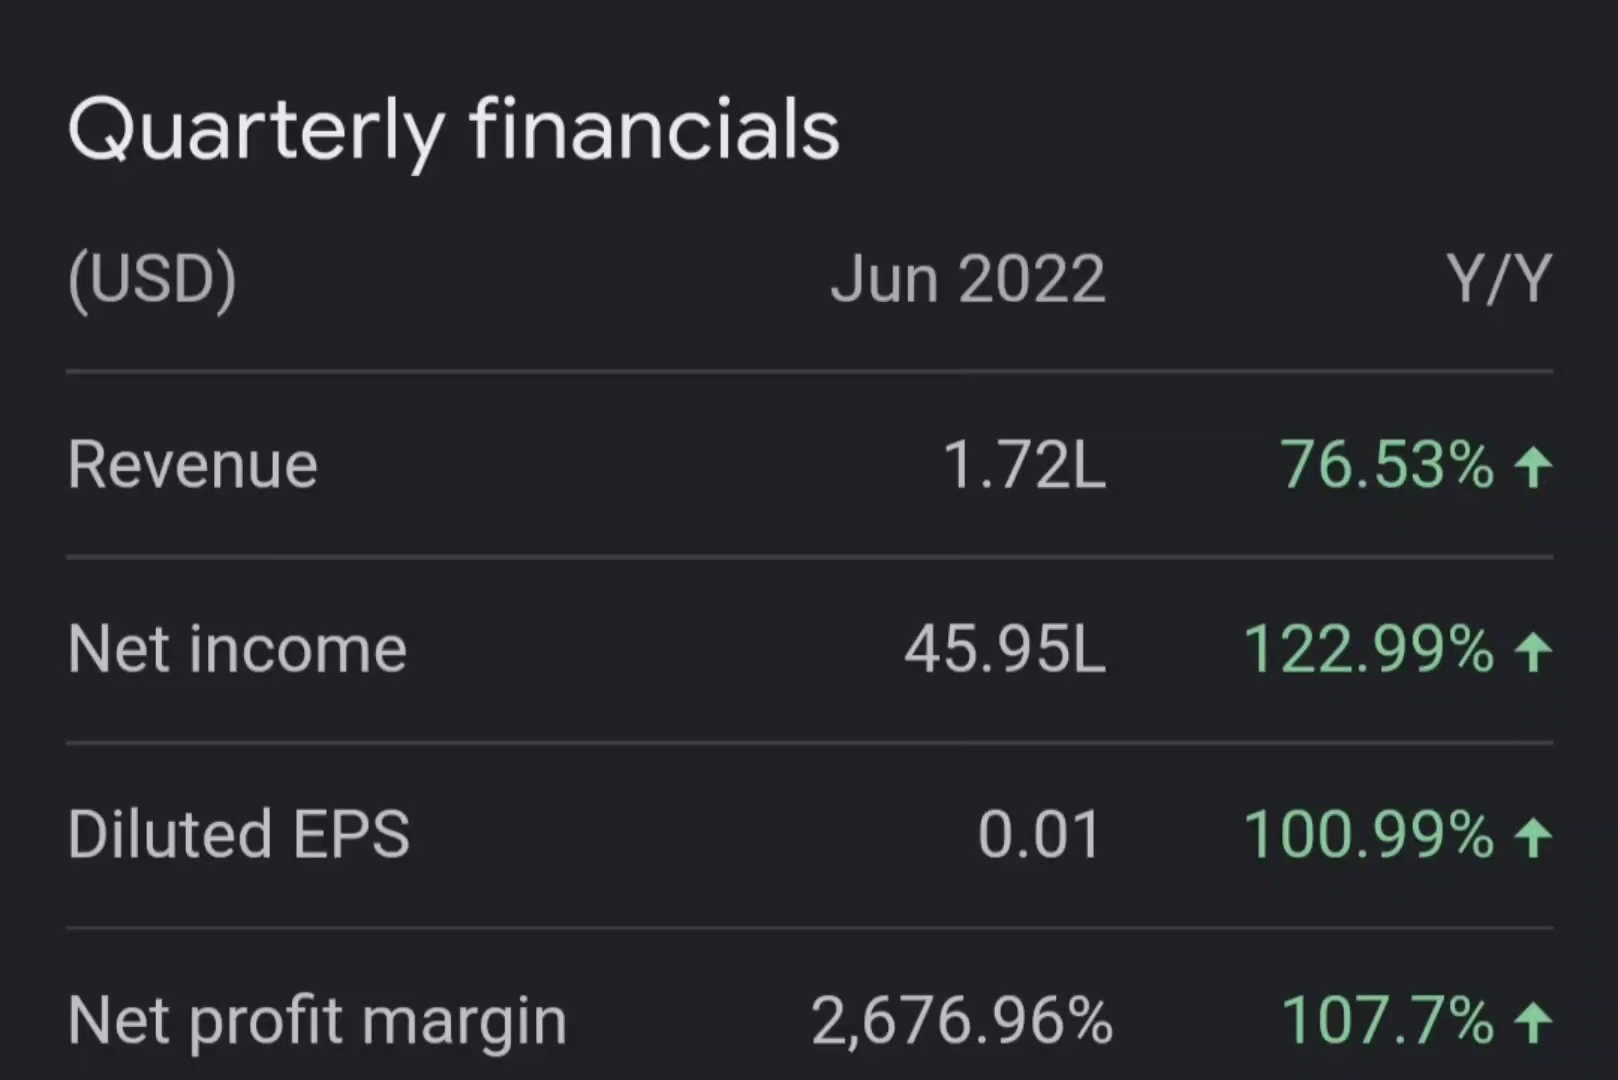 Quarterly financials
(USD) Jun 2022 Y/Y
Revenue 1.72L 76.53% ↑
Net income 45.95L 122.99% ↑
Diluted EPS 0.01 100.99% ↑
Net profit margin 2,676.96% 107.7% ↑